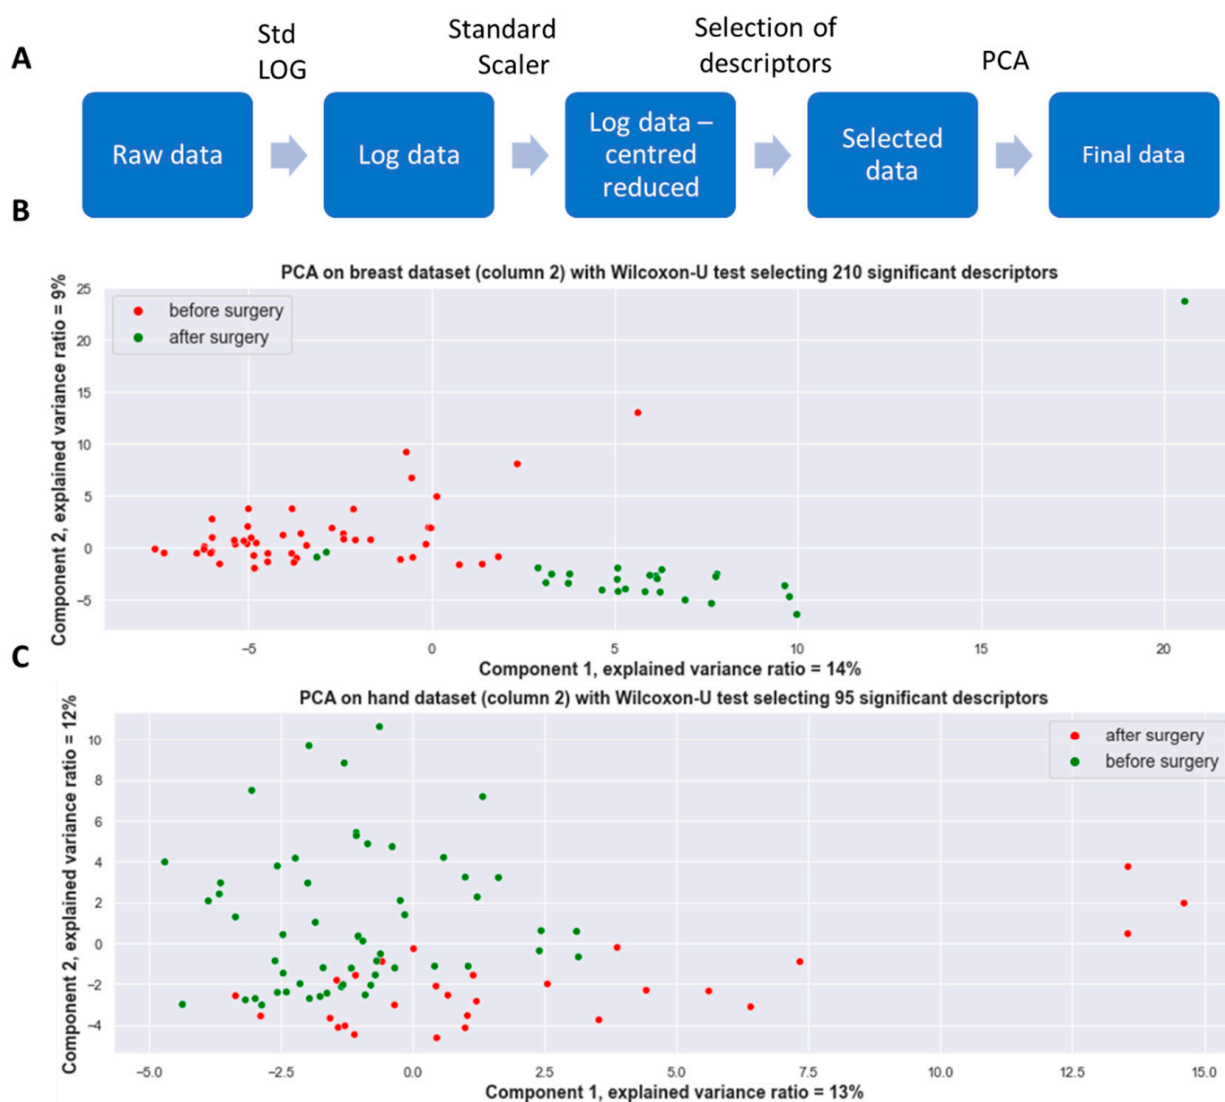 A
Std
LOG
Standard
Scaler
Selection of
descriptors
PCA
Raw data
Log data
Log data –
centred
reduced
Selected
data
Final data
B
PCA on breast dataset (column 2) with Wilcoxon-U test selecting 210 significant descriptors
Component 2, explained variance ratio = 9%
25
20
15
10
5
0
−5
before surgery
after surgery
−5
0
5
10
15
20
Component 1, explained variance ratio = 14%
C
PCA on hand dataset (column 2) with Wilcoxon-U test selecting 95 significant descriptors
Component 2, explained variance ratio = 12%
10
8
6
4
2
0
−2
−4
after surgery
before surgery
−5.0
−2.5
0.0
2.5
5.0
7.5
10.0
12.5
15.0
Component 1, explained variance ratio = 13%